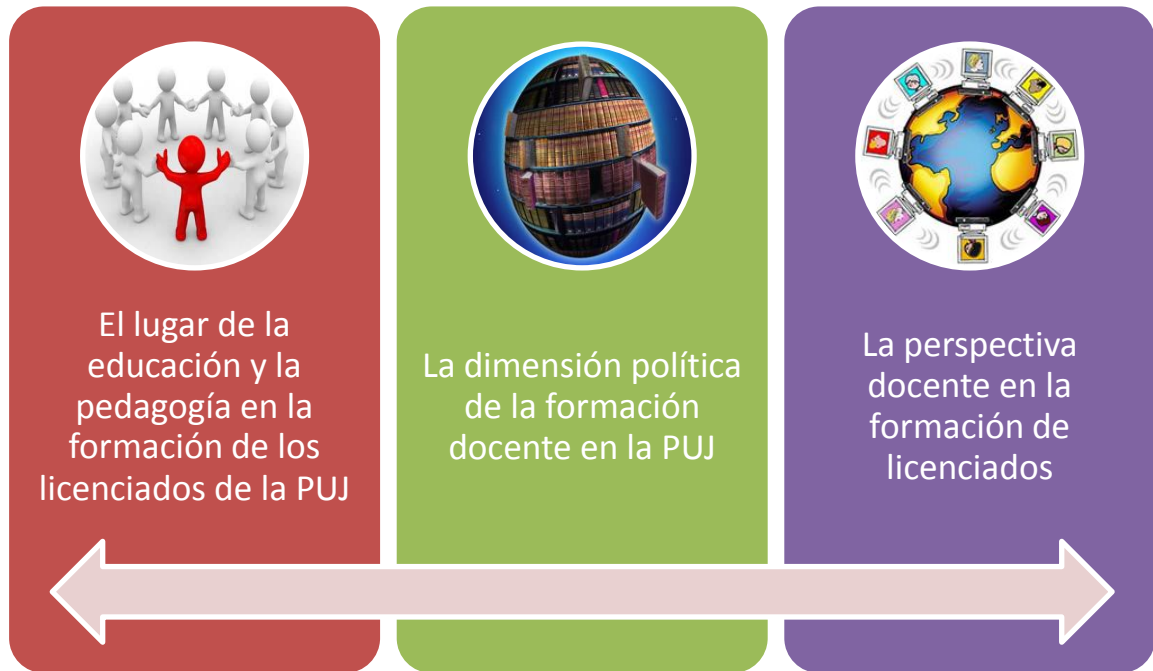 El lugar de la
educación y la
pedagogía en la
formación de los
licenciados de la PUJ
La dimensión política
de la formación
docente en la PUJ
La perspectiva
docente en la
formación de
licenciados